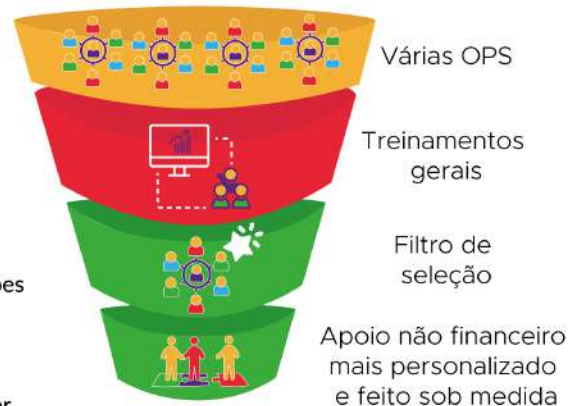 Várias OPS
Treinamentos
gerais
Filtro de
seleção
Apoio não financeiro
mais personalizado
e feito sob medida